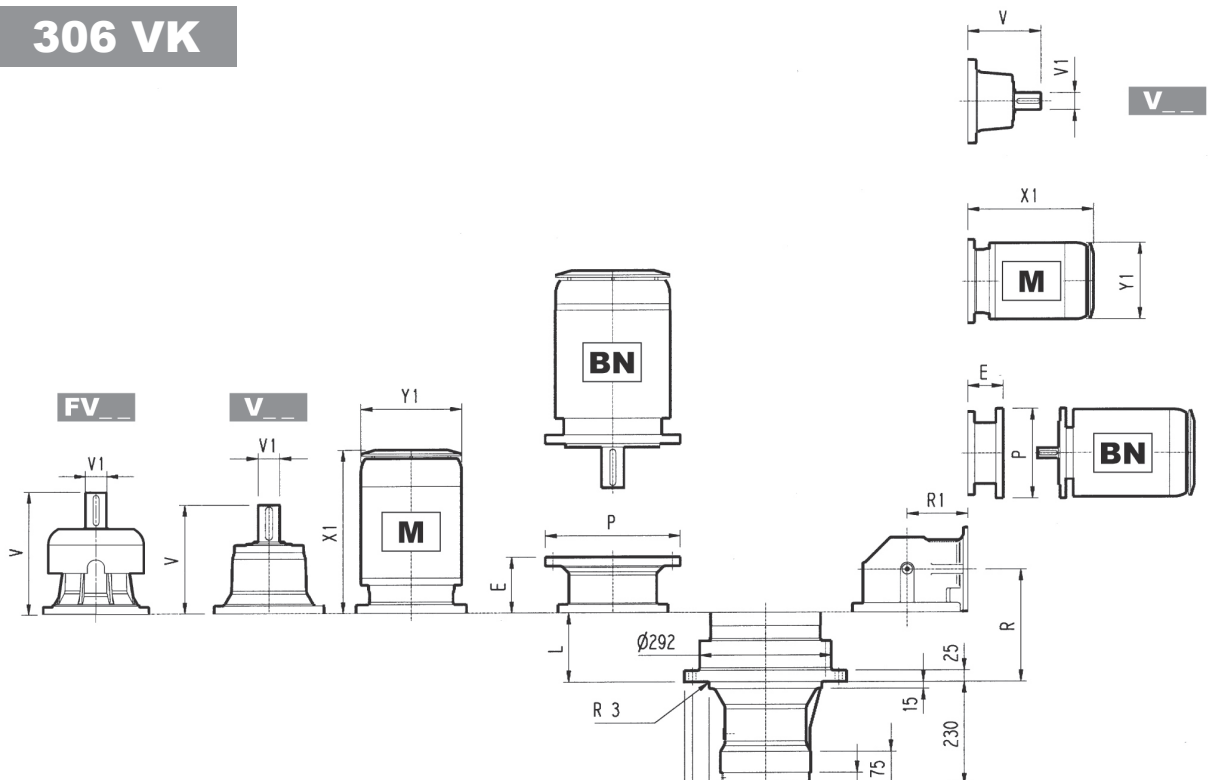 306 VK
V
V1
V_ _
X1
M
Y1
BN
E
P
BN
R1
FV_ _
V_ _
Y1
V1
V1
V
V
X1
M
P
E
L
Ø292
R
25
R 3
15
230
75